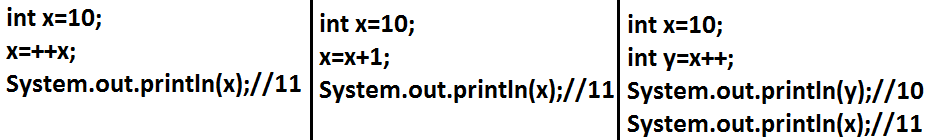 int x=10;
x=++x;
System.out.println(x);//11
int x=10;
x=x+1;
System.out.println(x);//11
int x=10;
int y=x++;
System.out.println(y);//10
System.out.println(x);//11